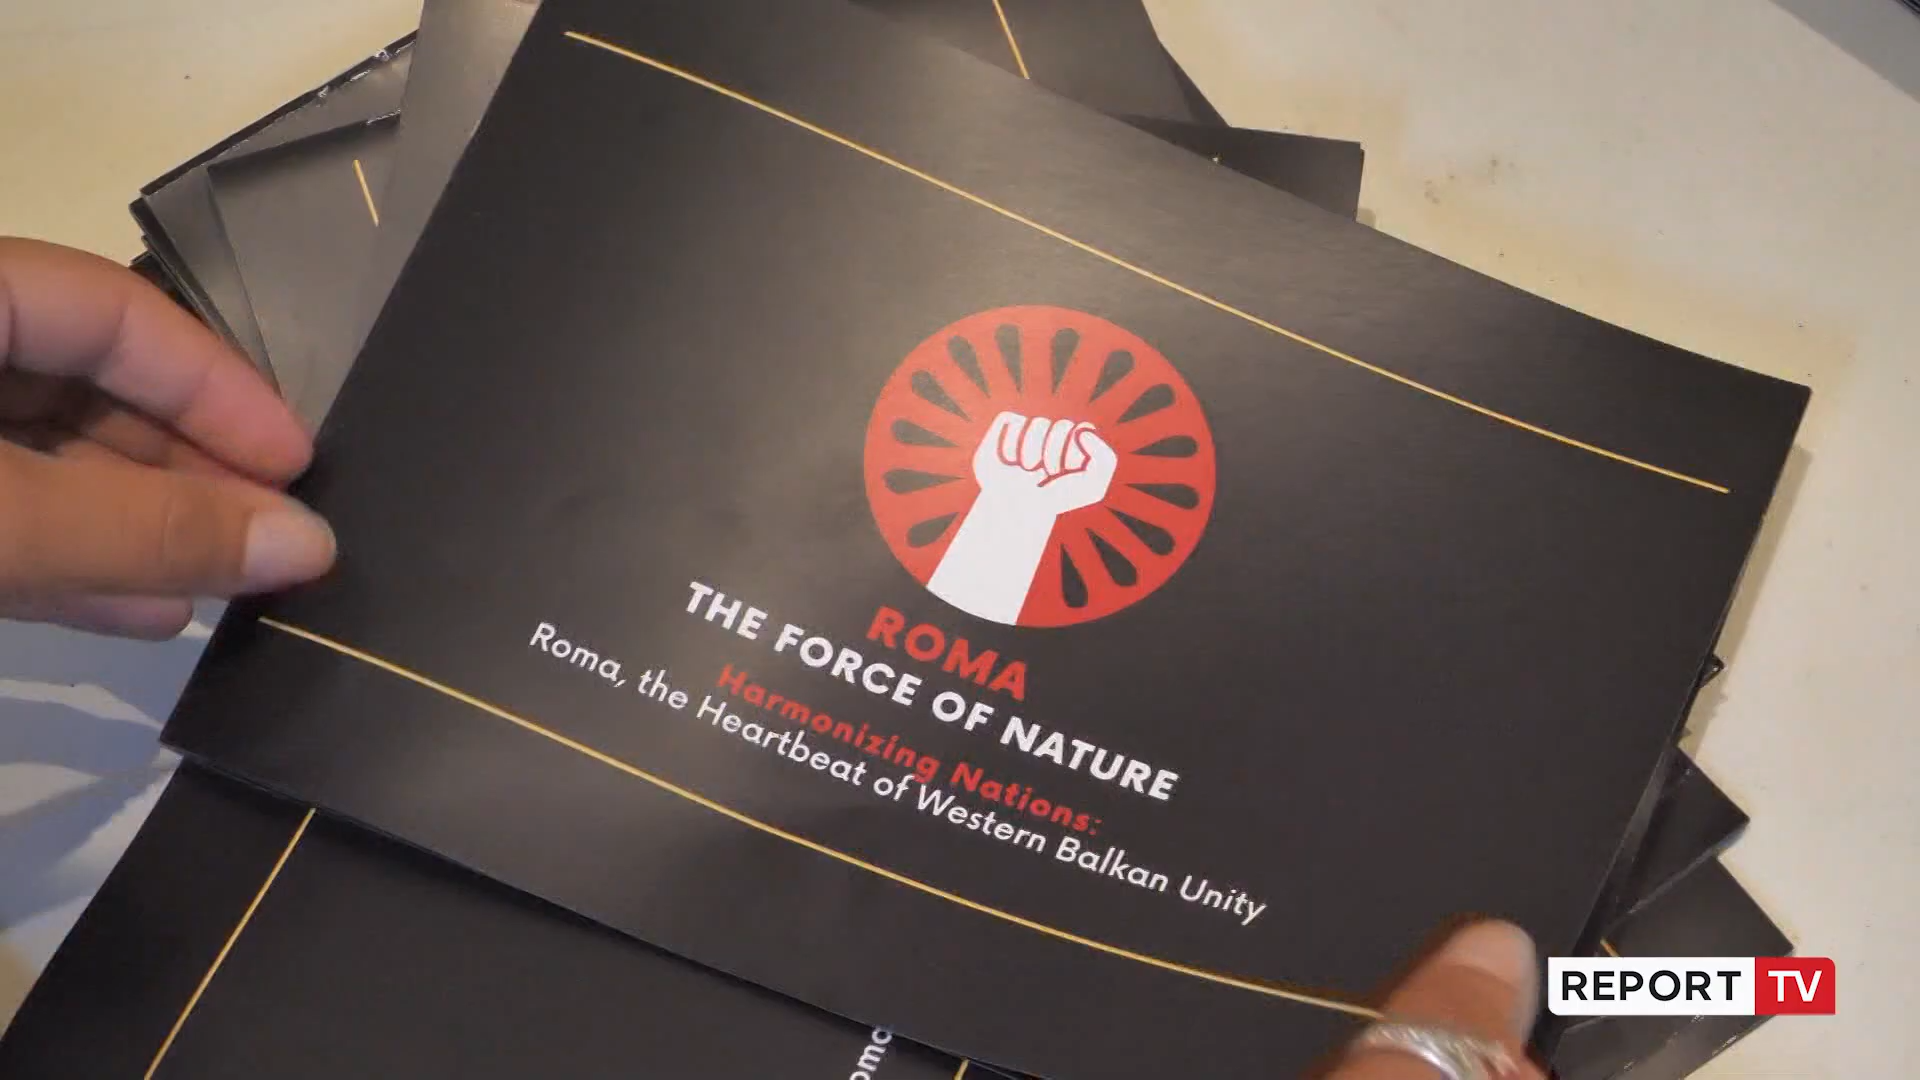 ROMA
THE FORCE OF NATURE
Harmonizing Nations:
Roma, the Heartbeat of Western Balkan Unity
REPORT TV